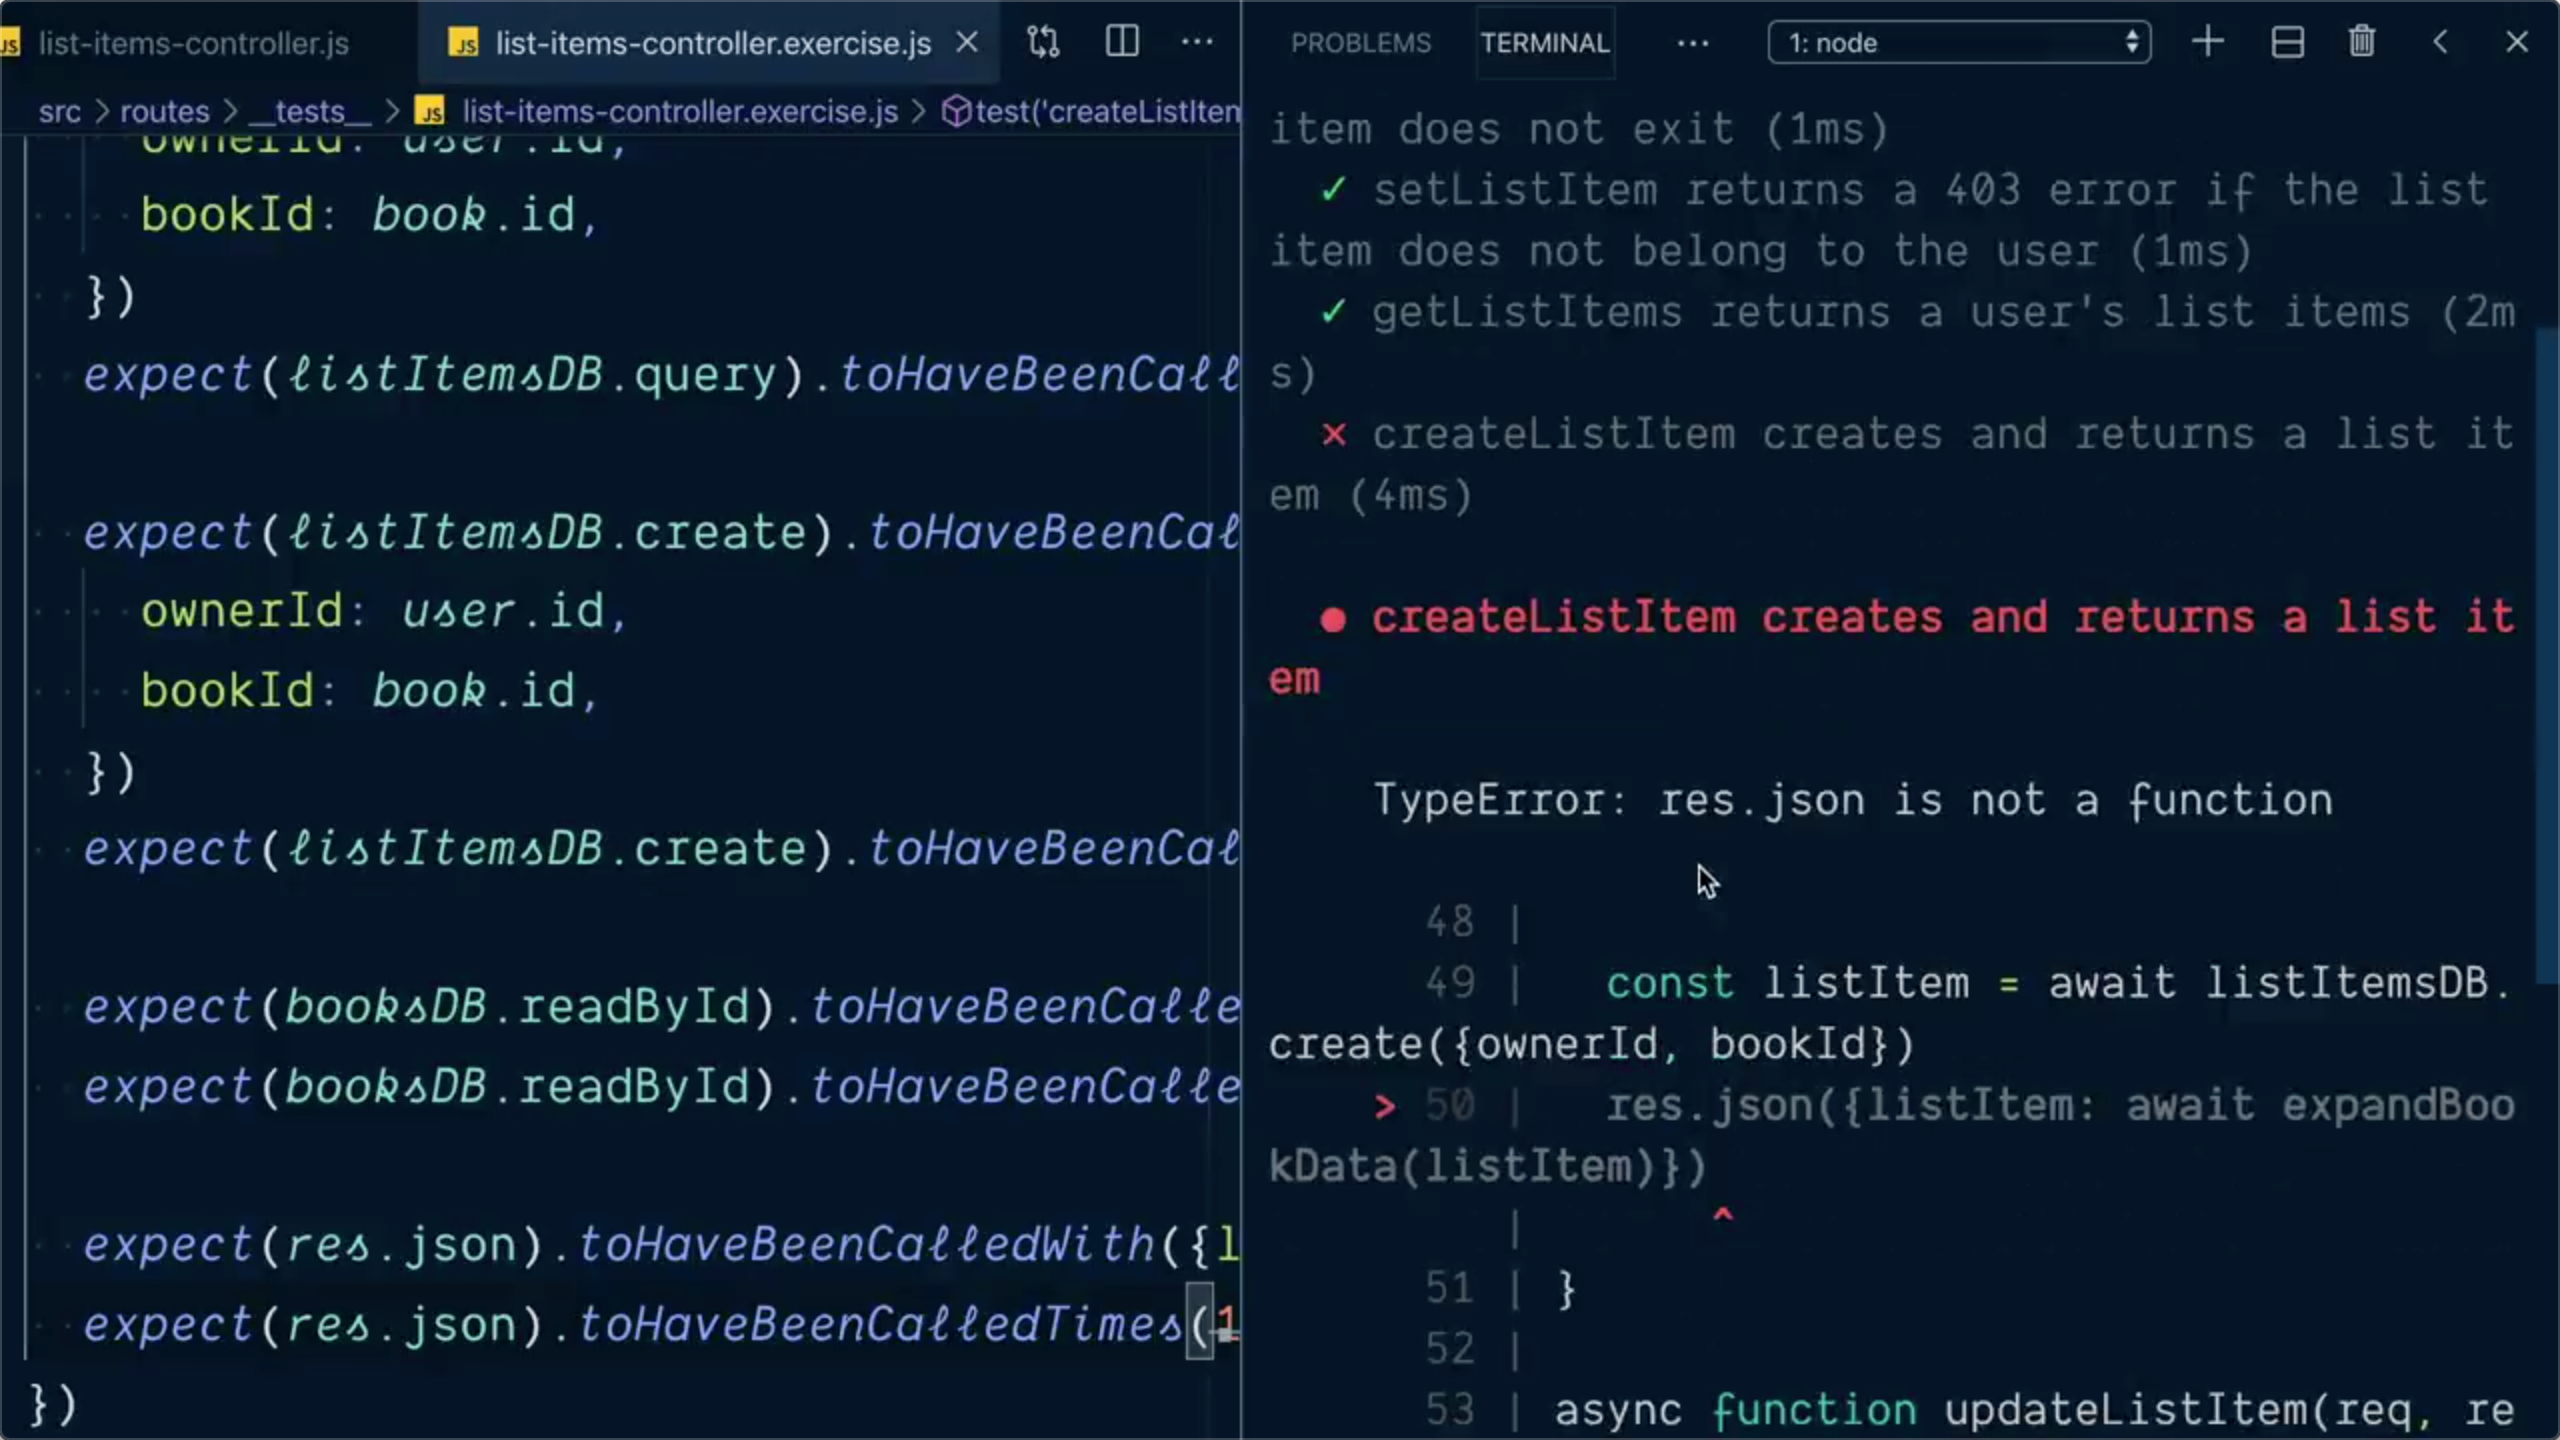 JS list-items-controller.js
JS list-items-controller.exercise.js
src > routes > __tests__ > JS list-items-controller.exercise.js > test('createListIten
ownerId: user.id,
bookId: book.id,
})
expect(listItemsDB.query).toHaveBeenCall
expect(listItemsDB.create).toHaveBeenCal
ownerId: user.id,
bookId: book.id,
})
expect(listItemsDB.create).toHaveBeenCal
expect(booksDB.readById).toHaveBeenCalle
expect(booksDB.readById).toHaveBeenCalle
expect(res.json).toHaveBeenCalledWith({l
expect(res.json).toHaveBeenCalledTimes(1
})
PROBLEMS TERMINAL ··· 1: node
item does not exit (1ms)
✓ setListItem returns a 403 error if the list
item does not belong to the user (1ms)
✓ getListItems returns a user's list items (2m
s)
✕ createListItem creates and returns a list it
em (4ms)
● createListItem creates and returns a list it
em
TypeError: res.json is not a function
48 |
49 | const listItem = await listItemsDB.
create({ownerId, bookId})
> 50 | res.json({listItem: await expandBoo
kData(listItem)})
| ^
51 | }
52 |
53 | async function updateListItem(req, re